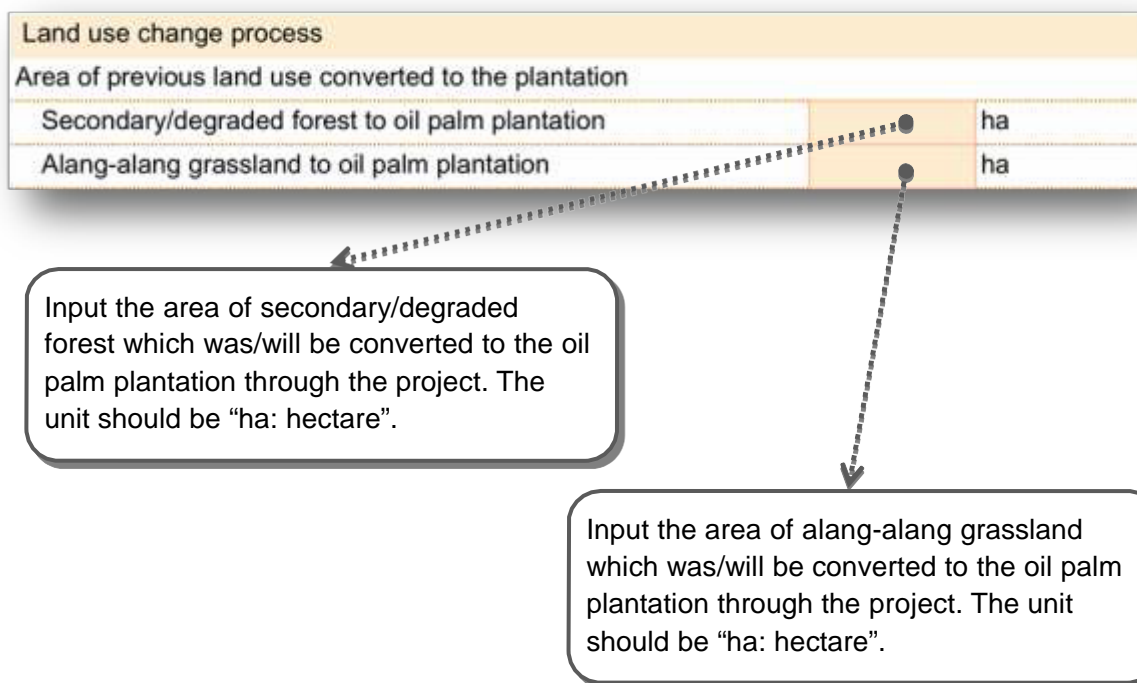 Land use change process
Area of previous land use converted to the plantation
Secondary/degraded forest to oil palm plantation ha
Alang-alang grassland to oil palm plantation ha
Input the area of secondary/degraded
forest which was/will be converted to the oil
palm plantation through the project. The
unit should be “ha: hectare”.
Input the area of alang-alang grassland
which was/will be converted to the oil palm
plantation through the project. The unit
should be “ha: hectare”.